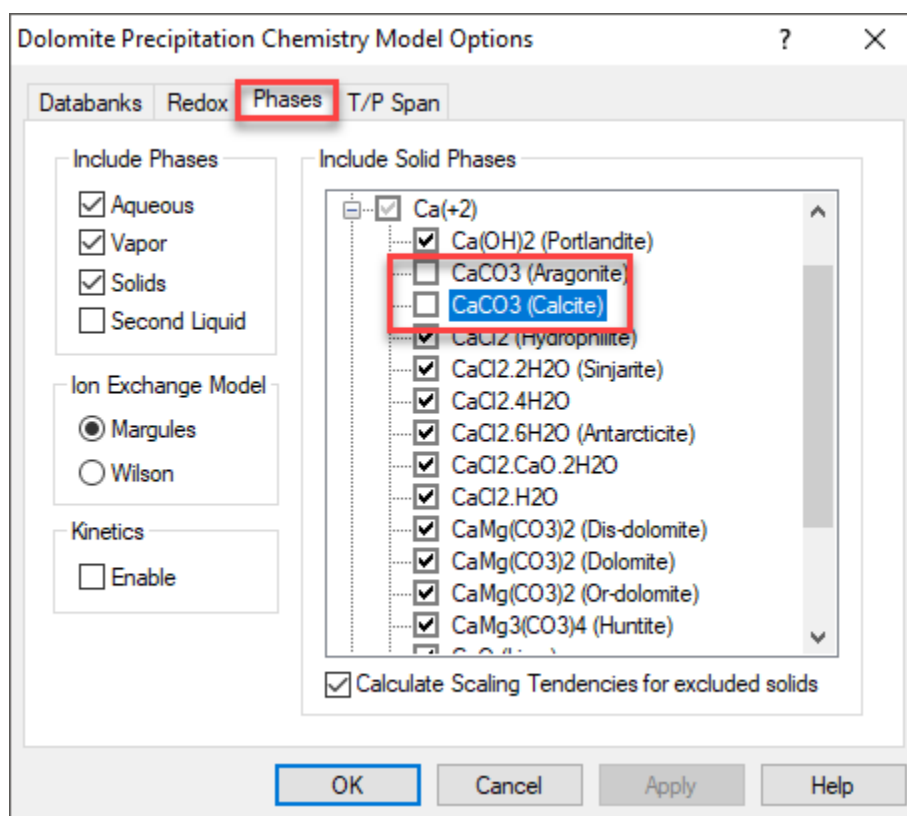 Dolomite Precipitation Chemistry Model Options
?
Databanks Redox Phases T/P Span
Include Phases
Aqueous
Vapor
Solids
Second Liquid
Ion Exchange Model
Margules
Wilson
Kinetics
Enable
Include Solid Phases
Ca(+2)
Ca(OH)2 (Portlandite)
CaCO3 (Aragonite)
CaCO3 (Calcite)
CaCl2 (Hydrophilite)
CaCl2.2H2O (Sinjarite)
CaCl2.4H2O
CaCl2.6H2O (Antarcticite)
CaCl2.CaO.2H2O
CaCl2.H2O
CaMg(CO3)2 (Dis-dolomite)
CaMg(CO3)2 (Dolomite)
CaMg(CO3)2 (Or-dolomite)
CaMg3(CO3)4 (Huntite)
Calculate Scaling Tendencies for excluded solids
OK Cancel Apply Help